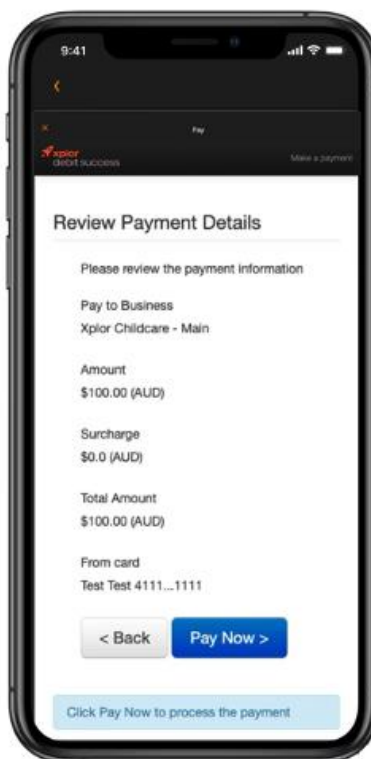 9:41
<
×
Pay
xplor
debit success
Make a payment
Review Payment Details
Please review the payment information
Pay to Business
Xplor Childcare - Main
Amount
$100.00 (AUD)
Surcharge
$0.0 (AUD)
Total Amount
$100.00 (AUD)
From card
Test Test 4111...1111
< Back
Pay Now >
Click Pay Now to process the payment